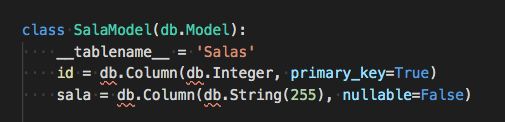 class SalaModel(db.Model):
    __tablename__ = 'Salas'
    id = db.Column(db.Integer, primary_key=True)
    sala = db.Column(db.String(255), nullable=False)